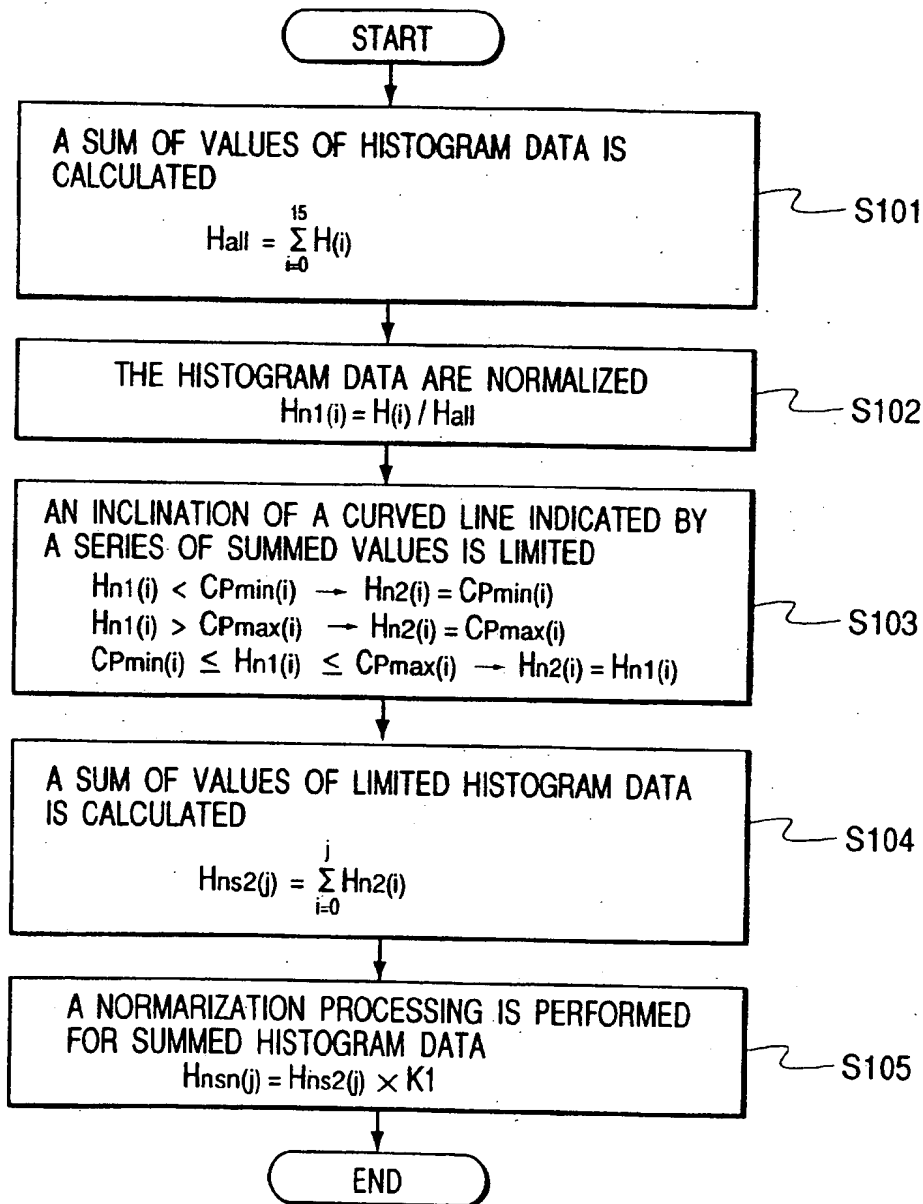 START
A SUM OF VALUES OF HISTOGRAM DATA IS
CALCULATED
Hall = 15 Σ i=0 H(i)
S101
THE HISTOGRAM DATA ARE NORMALIZED
Hn1(i) = H(i) / Hall
S102
AN INCLINATION OF A CURVED LINE INDICATED BY
A SERIES OF SUMMED VALUES IS LIMITED
Hn1(i) < CPmin(i) → Hn2(i) = CPmin(i)
Hn1(i) > CPmax(i) → Hn2(i) = CPmax(i)
CPmin(i) ≤ Hn1(i) ≤ CPmax(i) → Hn2(i) = Hn1(i)
S103
A SUM OF VALUES OF LIMITED HISTOGRAM DATA
IS CALCULATED
Hns2(j) = j Σ i=0 Hn2(i)
S104
A NORMARIZATION PROCESSING IS PERFORMED
FOR SUMMED HISTOGRAM DATA
Hnsn(j) = Hns2(j) × K1
S105
END